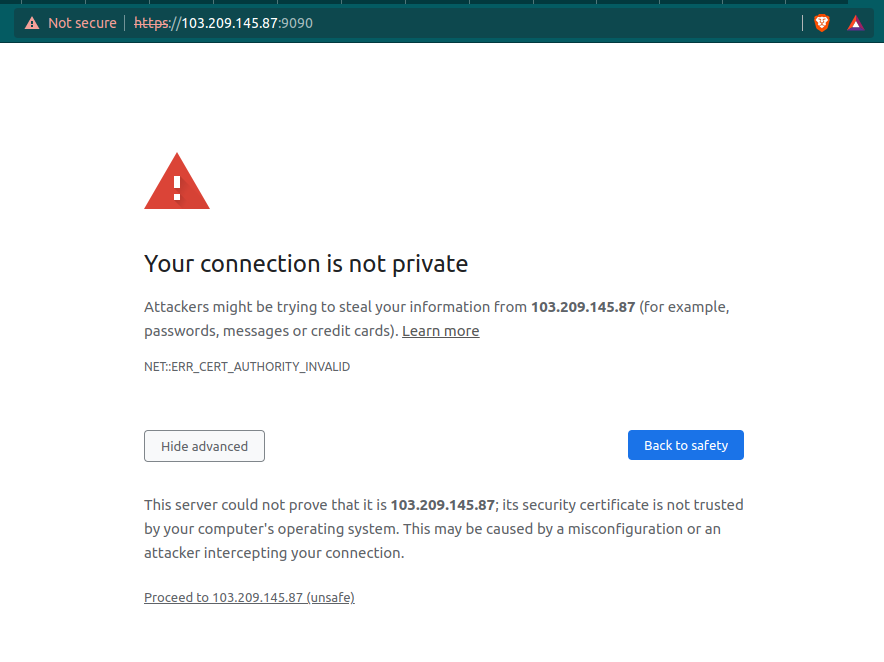 Not secure https://103.209.145.87:9090
Your connection is not private
Attackers might be trying to steal your information from 103.209.145.87 (for example,
passwords, messages or credit cards). Learn more
NET::ERR_CERT_AUTHORITY_INVALID
Hide advanced
Back to safety
This server could not prove that it is 103.209.145.87; its security certificate is not trusted
by your computer's operating system. This may be caused by a misconfiguration or an
attacker intercepting your connection.
Proceed to 103.209.145.87 (unsafe)